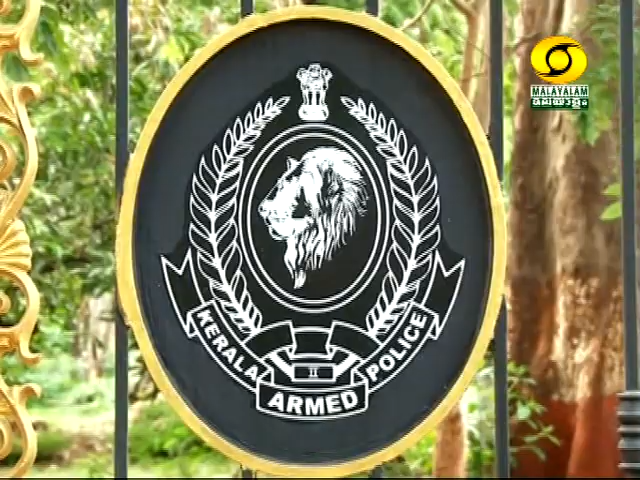 MALAYALAM
മലയാളം
KERALA ARMED POLICE
II